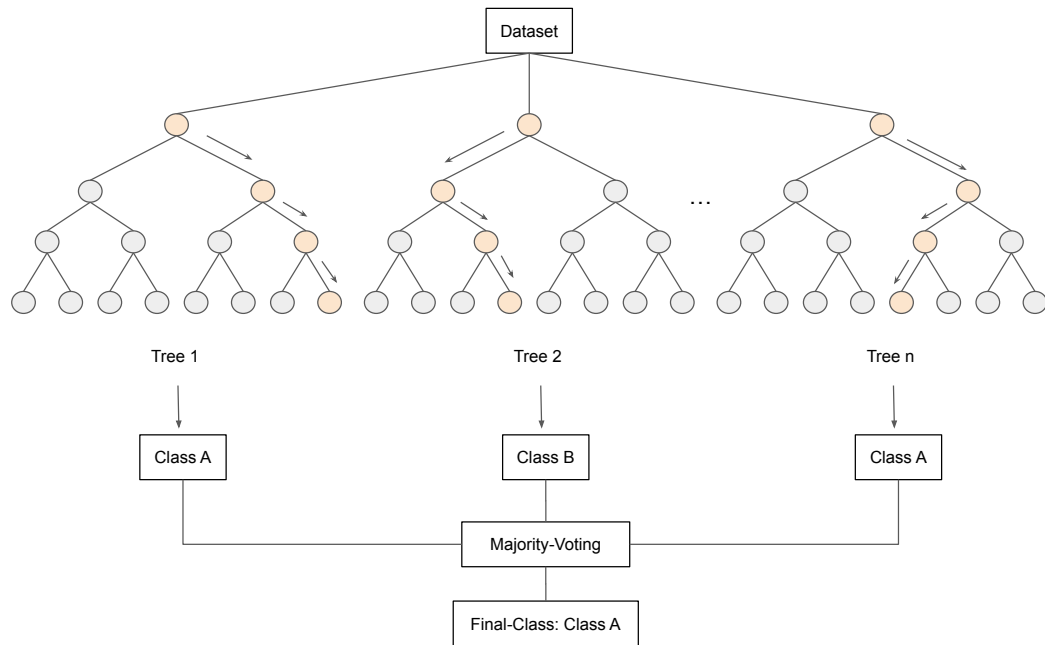 Dataset
...
Tree 1
Tree 2
Tree n
Class A
Class B
Class A
Majority-Voting
Final-Class: Class A